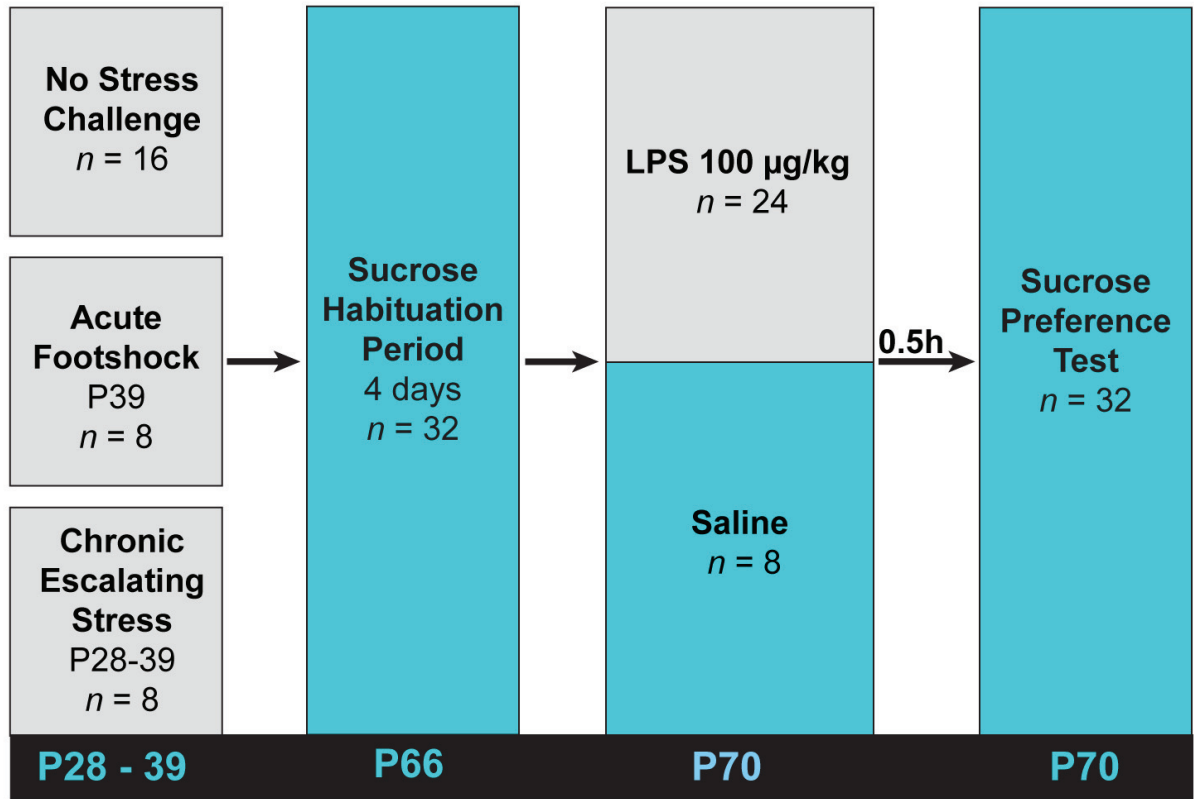 No Stress
Challenge
n = 16
Acute
Footshock
P39
n = 8
Chronic
Escalating
Stress
P28-39
n = 8
Sucrose
Habituation
Period
4 days
n = 32
LPS 100 µg/kg
n = 24
Saline
n = 8
0.5h
Sucrose
Preference
Test
n = 32
P28 - 39
P66
P70
P70